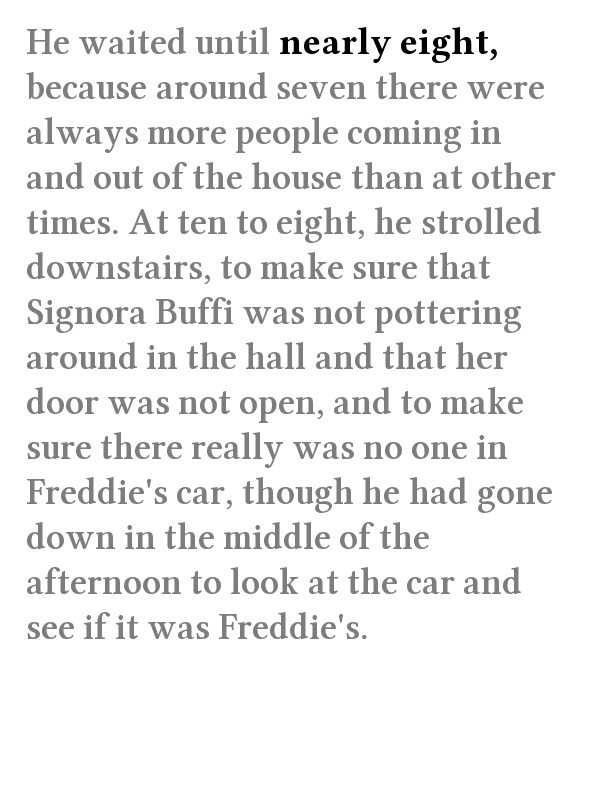 He waited until nearly eight,
because around seven there were
always more people coming in
and out of the house than at other
times. At ten to eight, he strolled
downstairs, to make sure that
Signora Buffi was not pottering
around in the hall and that her
door was not open, and to make
sure there really was no one in
Freddie's car, though he had gone
down in the middle of the
afternoon to look at the car and
see if it was Freddie's.